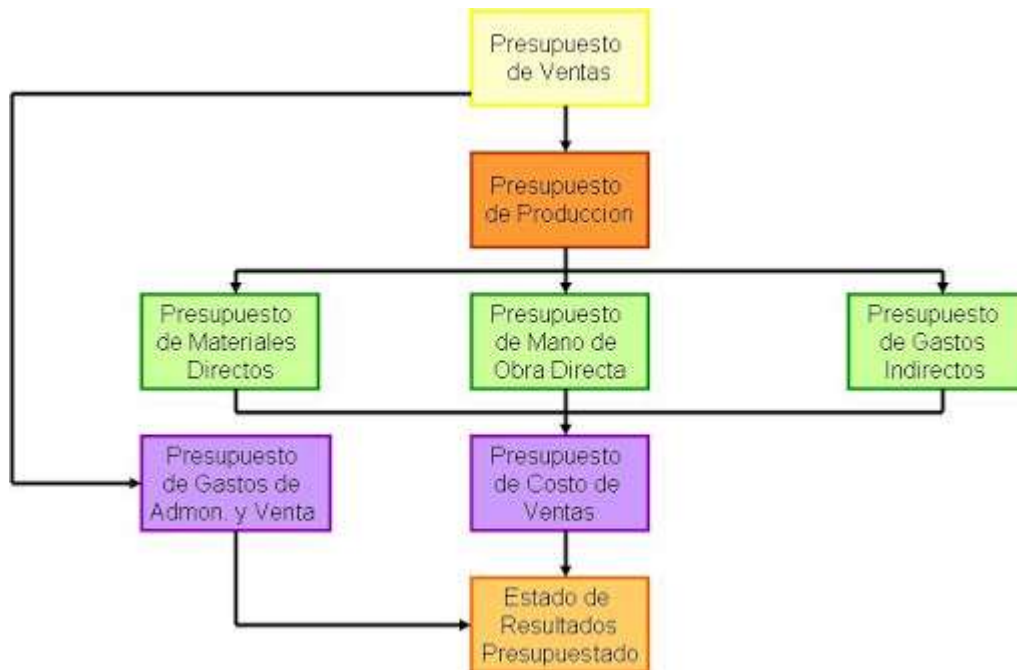 Presupuesto
de Ventas
Presupuesto
de Produccion
Presupuesto
de Materiales
Directos
Presupuesto
de Mano de
Obra Directa
Presupuesto
de Gastos
Indirectos
Presupuesto
de Gastos de
Admon. y Venta
Presupuesto
de Costo de
Ventas
Estado de
Resultados
Presupuestado